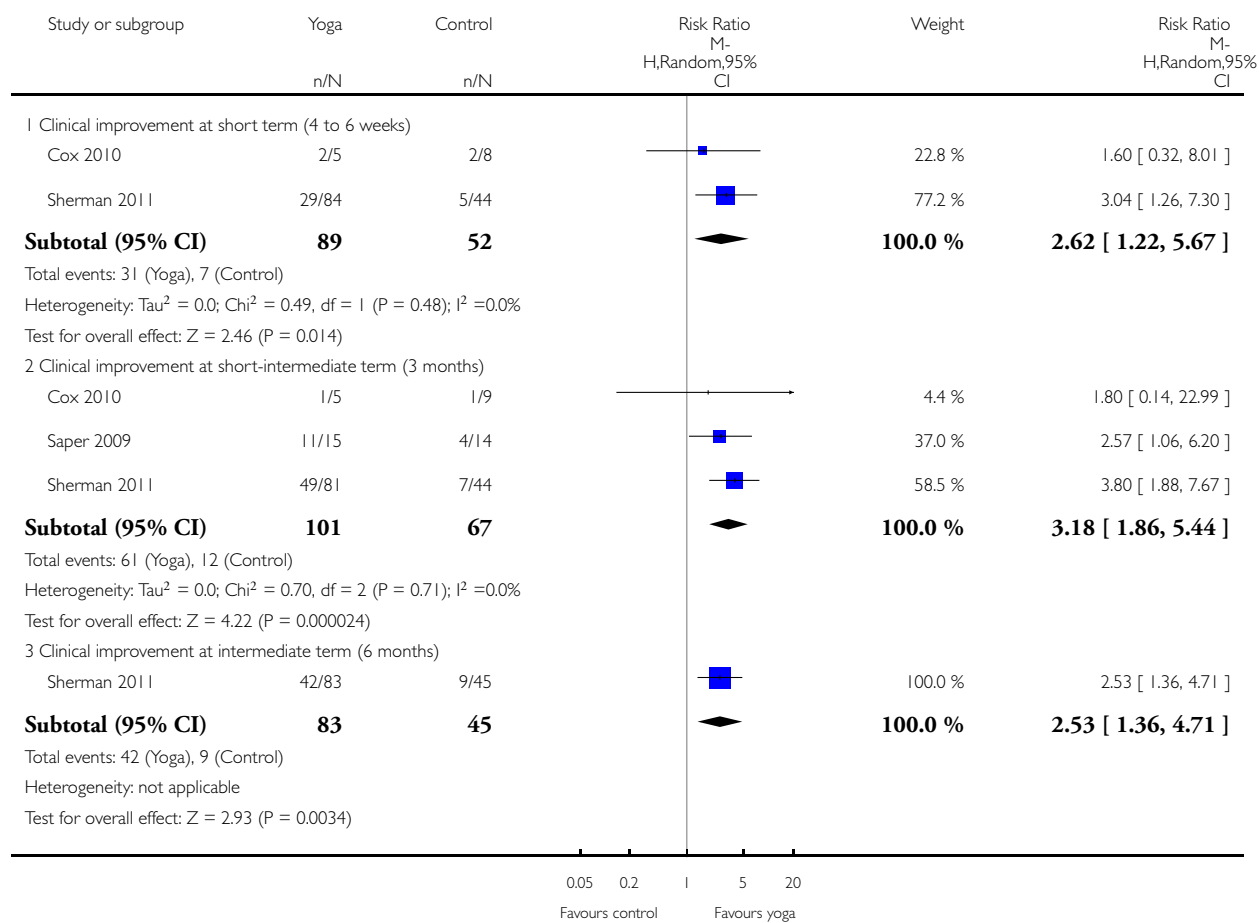 Study or subgroup Yoga Control Risk Ratio Weight Risk Ratio
M- M-
H,Random,95% H,Random,95%
n/N n/N CI CI
1 Clinical improvement at short term (4 to 6 weeks)
Cox 2010 2/5 2/8 22.8 % 1.60 [ 0.32, 8.01 ]
Sherman 2011 29/84 5/44 77.2 % 3.04 [ 1.26, 7.30 ]
Subtotal (95% CI) 89 52 100.0 % 2.62 [ 1.22, 5.67 ]
Total events: 31 (Yoga), 7 (Control)
Heterogeneity: Tau² = 0.0; Chi² = 0.49, df = 1 (P = 0.48); I² =0.0%
Test for overall effect: Z = 2.46 (P = 0.014)
2 Clinical improvement at short-intermediate term (3 months)
Cox 2010 1/5 1/9 4.4 % 1.80 [ 0.14, 22.99 ]
Saper 2009 11/15 4/14 37.0 % 2.57 [ 1.06, 6.20 ]
Sherman 2011 49/81 7/44 58.5 % 3.80 [ 1.88, 7.67 ]
Subtotal (95% CI) 101 67 100.0 % 3.18 [ 1.86, 5.44 ]
Total events: 61 (Yoga), 12 (Control)
Heterogeneity: Tau² = 0.0; Chi² = 0.70, df = 2 (P = 0.71); I² =0.0%
Test for overall effect: Z = 4.22 (P = 0.000024)
3 Clinical improvement at intermediate term (6 months)
Sherman 2011 42/83 9/45 100.0 % 2.53 [ 1.36, 4.71 ]
Subtotal (95% CI) 83 45 100.0 % 2.53 [ 1.36, 4.71 ]
Total events: 42 (Yoga), 9 (Control)
Heterogeneity: not applicable
Test for overall effect: Z = 2.93 (P = 0.0034)
0.05 0.2 1 5 20
Favours control Favours yoga